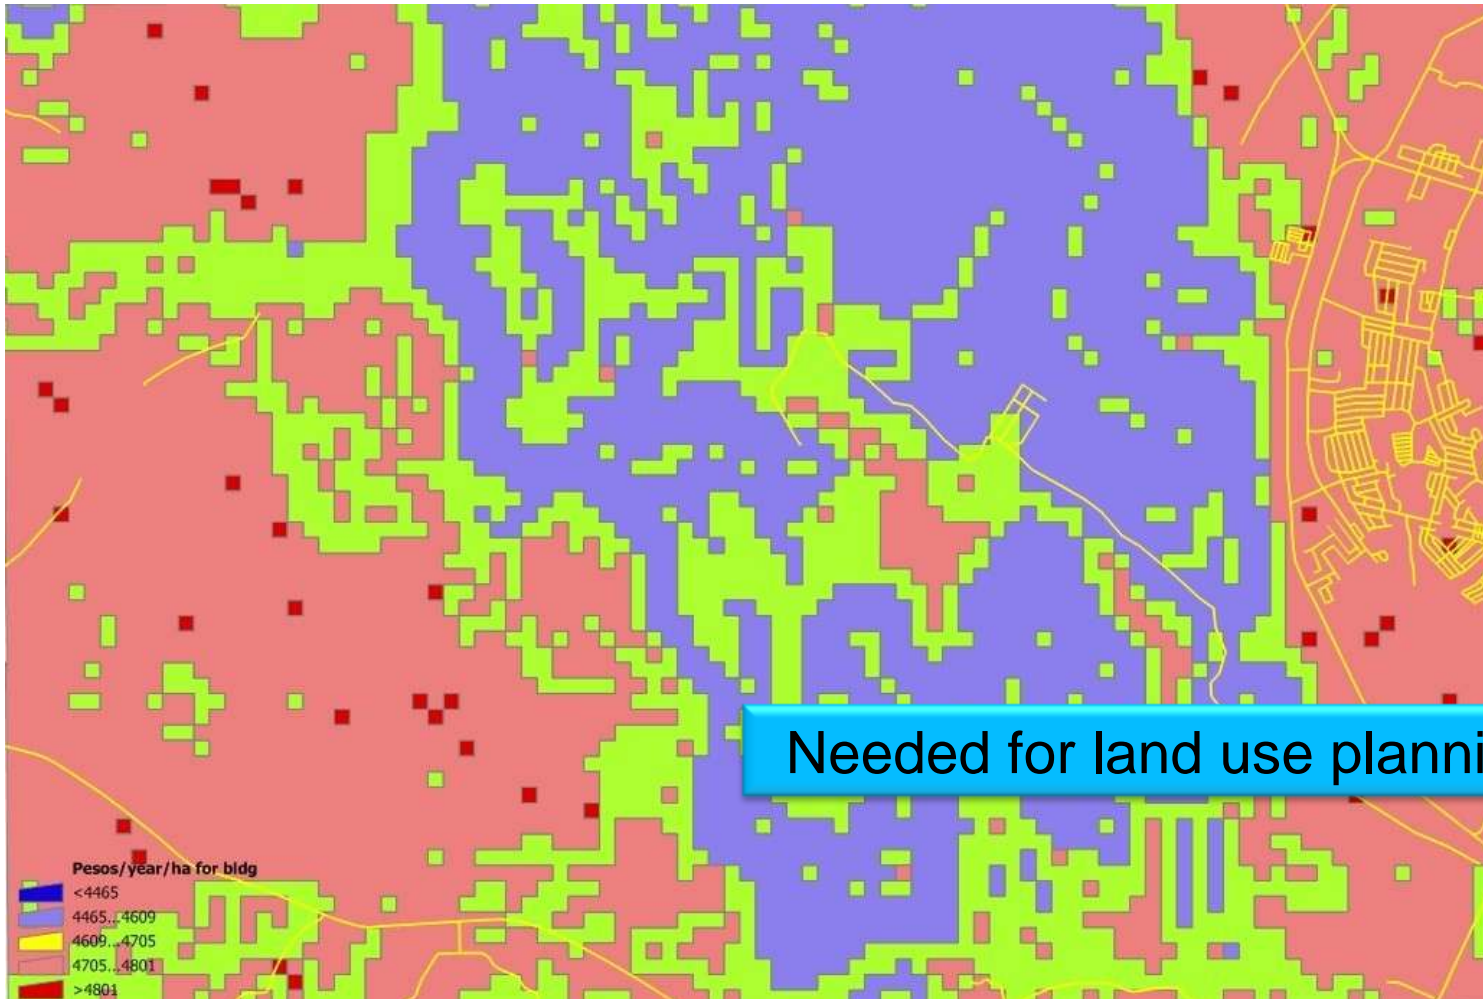 Needed for land use planni
Pesos/year/ha for bldg
<4465
4465...4609
4609...4705
4705...4801
>4801